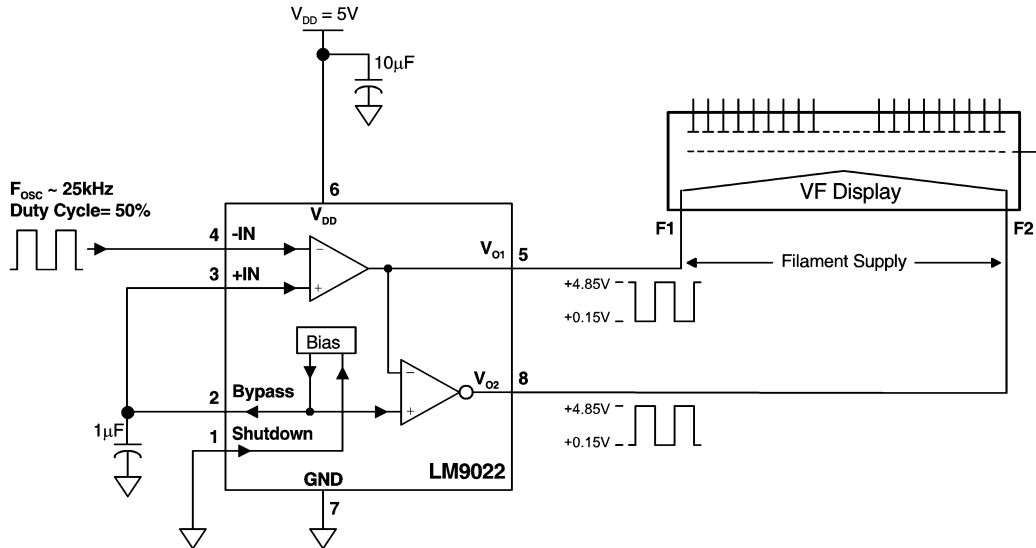 V_DD = 5V
10µF
F_OSC ~ 25kHz
Duty Cycle= 50%
6
V_DD
4 -IN
−
3 +IN
+
V_O1 5
Bias
2 Bypass
−
+
V_O2 8
1µF
1 Shutdown
GND
7
LM9022
VF Display
F1
F2
Filament Supply
+4.85V
+0.15V
+4.85V
+0.15V